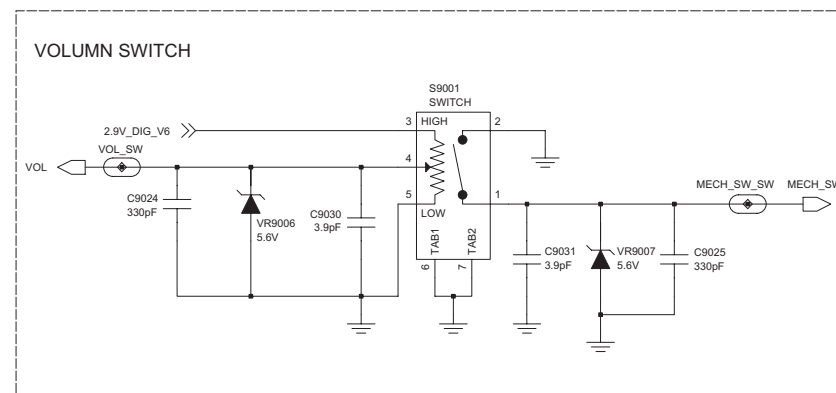 VOLUMN SWITCH
S9001
SWITCH
3
HIGH
2
2.9V_DIG_V6
VOL_SW
VOL
4
5
LOW
1
MECH_SW_SW
MECH_SW
C9024
330pF
VR9006
5.6V
C9030
3.9pF
TAB1
TAB2
6
7
C9031
3.9pF
VR9007
5.6V
C9025
330pF